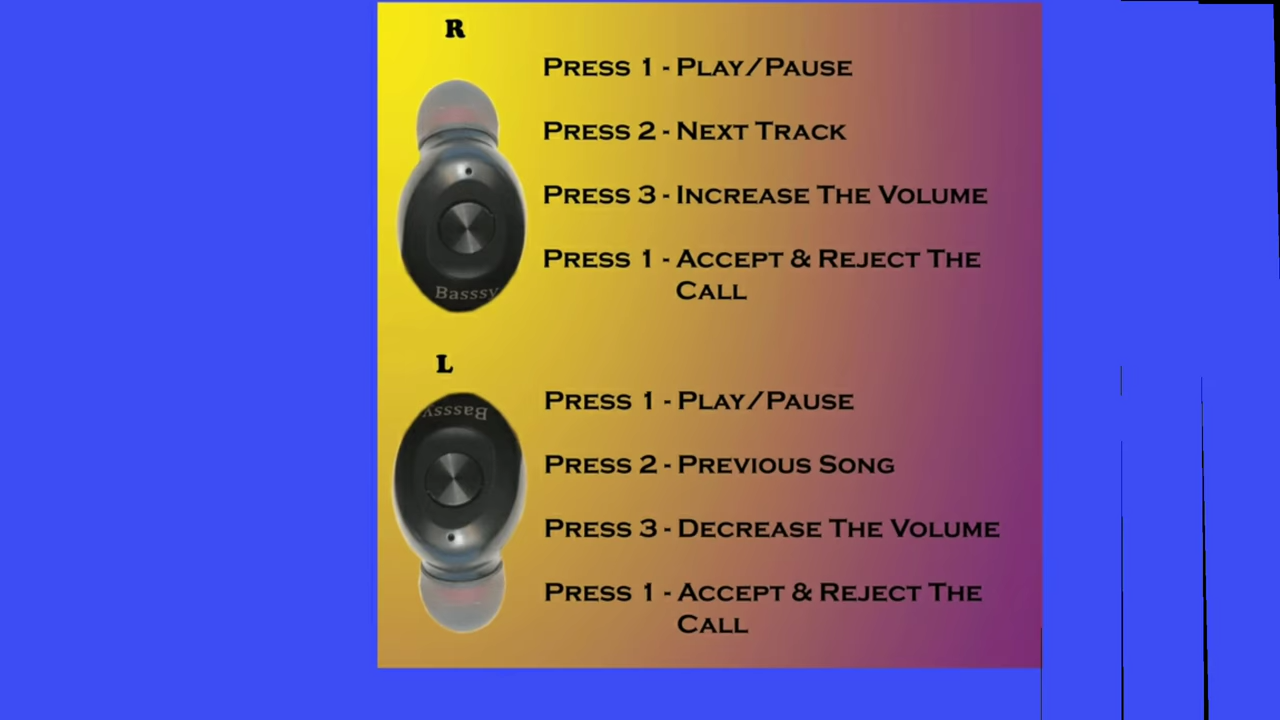 R
PRESS 1 - PLAY/PAUSE
PRESS 2 - NEXT TRACK
PRESS 3 - INCREASE THE VOLUME
PRESS 1 - ACCEPT & REJECT THE
CALL
Basssy
L
Basssy
PRESS 1 - PLAY/PAUSE
PRESS 2 - PREVIOUS SONG
PRESS 3 - DECREASE THE VOLUME
PRESS 1 - ACCEPT & REJECT THE
CALL